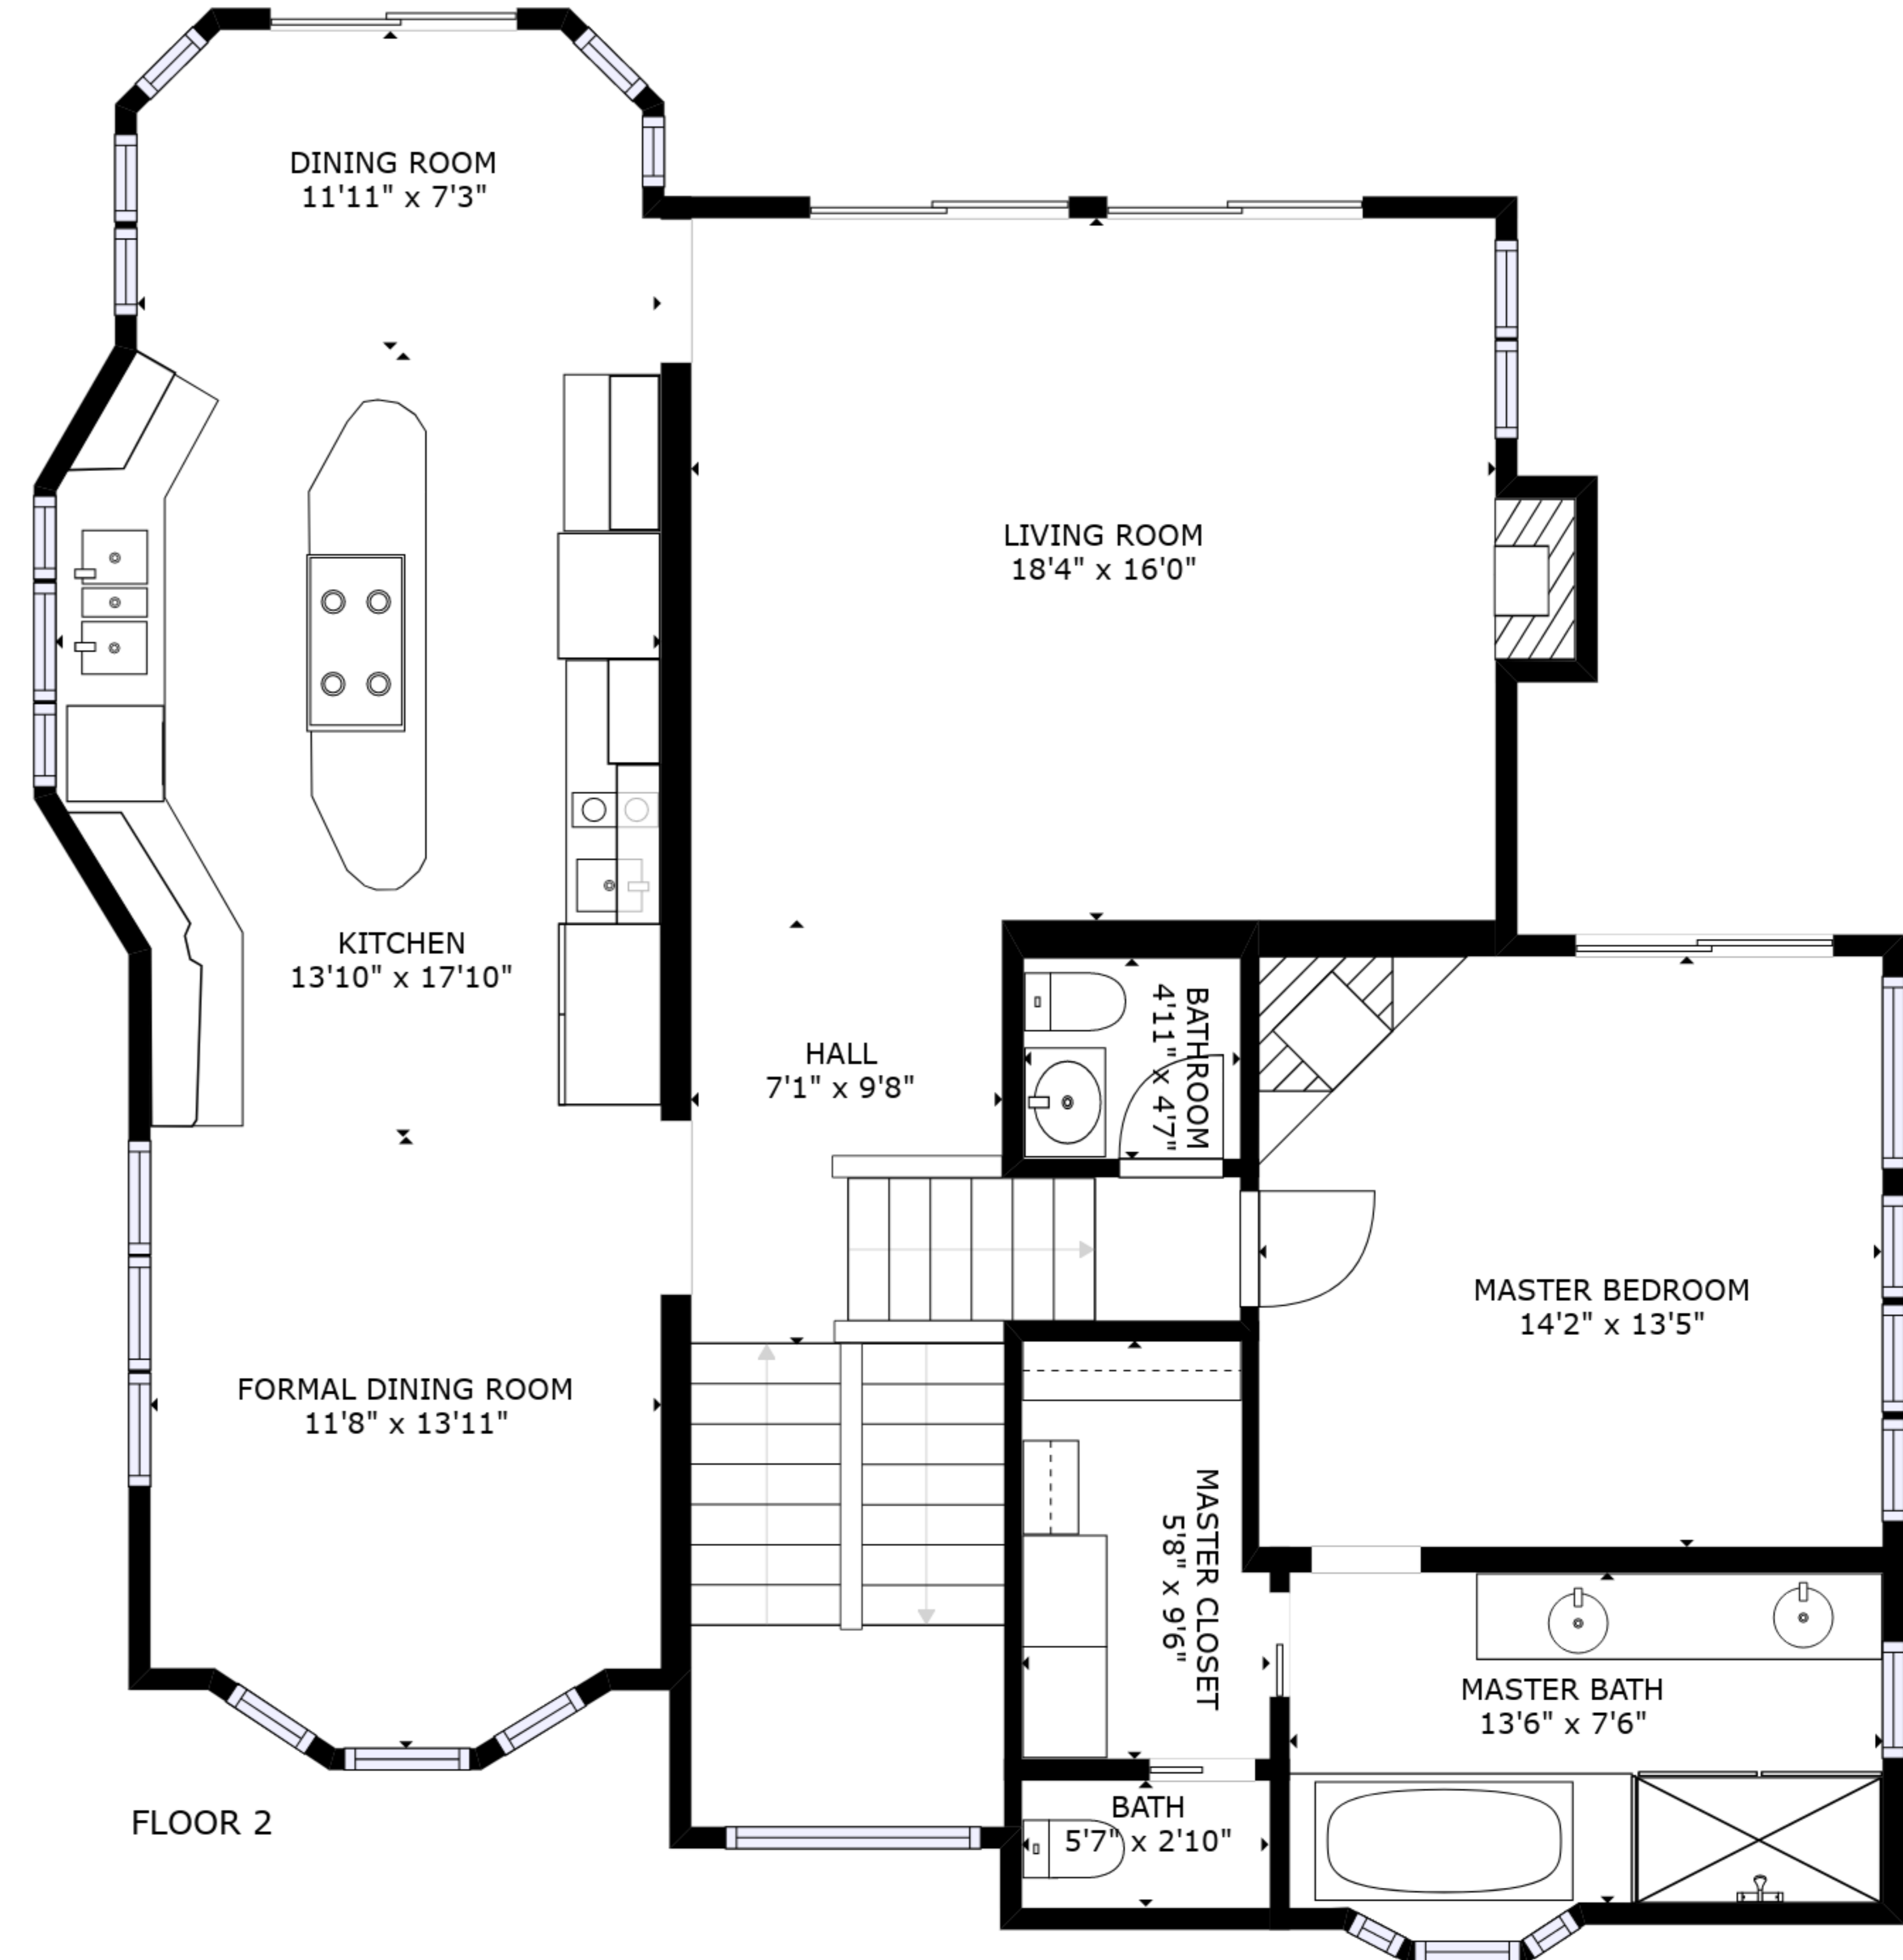 DINING ROOM
11'11" x 7'3"
LIVING ROOM
18'4" x 16'0"
KITCHEN
13'10" x 17'10"
HALL
7'1" x 9'8"
BATHROOM
4'11" x 4'7"
MASTER BEDROOM
14'2" x 13'5"
FORMAL DINING ROOM
11'8" x 13'11"
MASTER CLOSET
5'8" x 9'6"
MASTER BATH
13'6" x 7'6"
BATH
5'7" x 2'10"
FLOOR 2